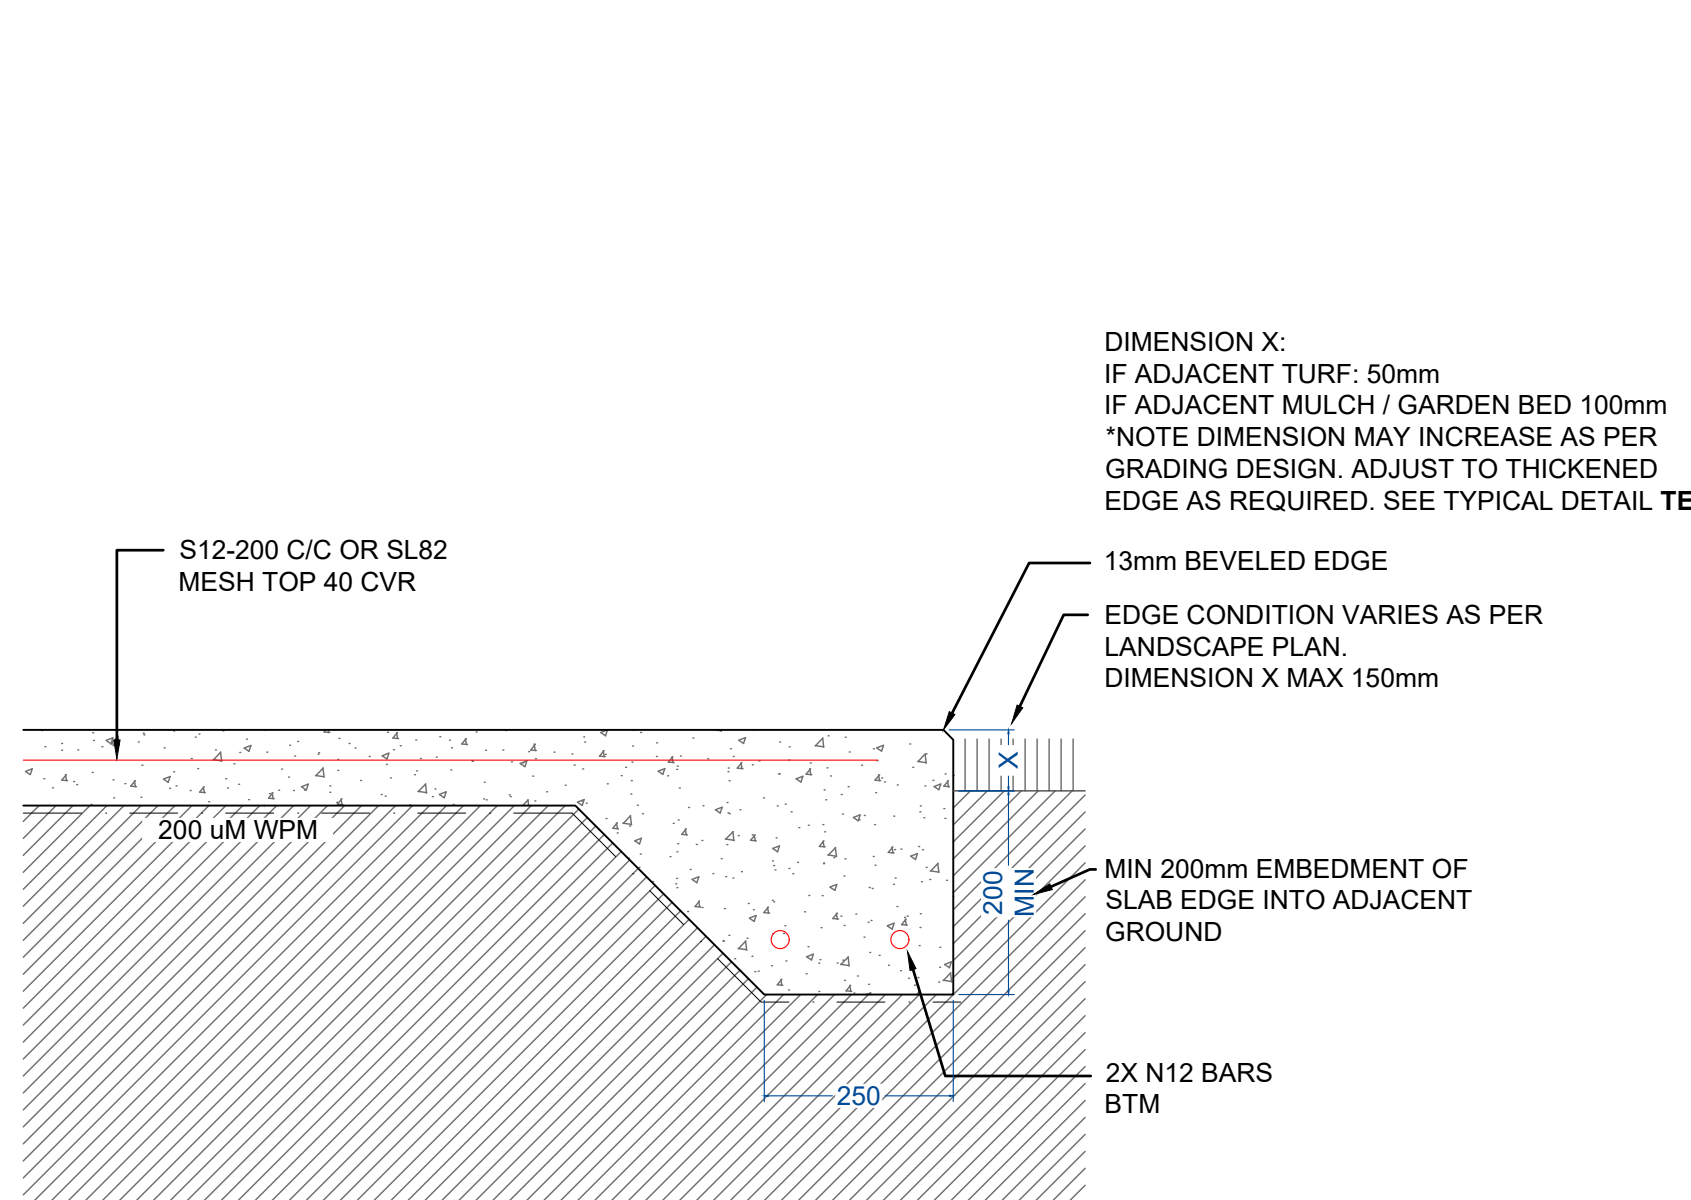 DIMENSION X:
IF ADJACENT TURF: 50mm
IF ADJACENT MULCH / GARDEN BED 100mm
*NOTE DIMENSION MAY INCREASE AS PER
GRADING DESIGN. ADJUST TO THICKENED
EDGE AS REQUIRED. SEE TYPICAL DETAIL TE
S12-200 C/C OR SL82
MESH TOP 40 CVR
13mm BEVELED EDGE
EDGE CONDITION VARIES AS PER
LANDSCAPE PLAN.
DIMENSION X MAX 150mm
X
200 uM WPM
200
MIN
MIN 200mm EMBEDMENT OF
SLAB EDGE INTO ADJACENT
GROUND
250
2X N12 BARS
BTM